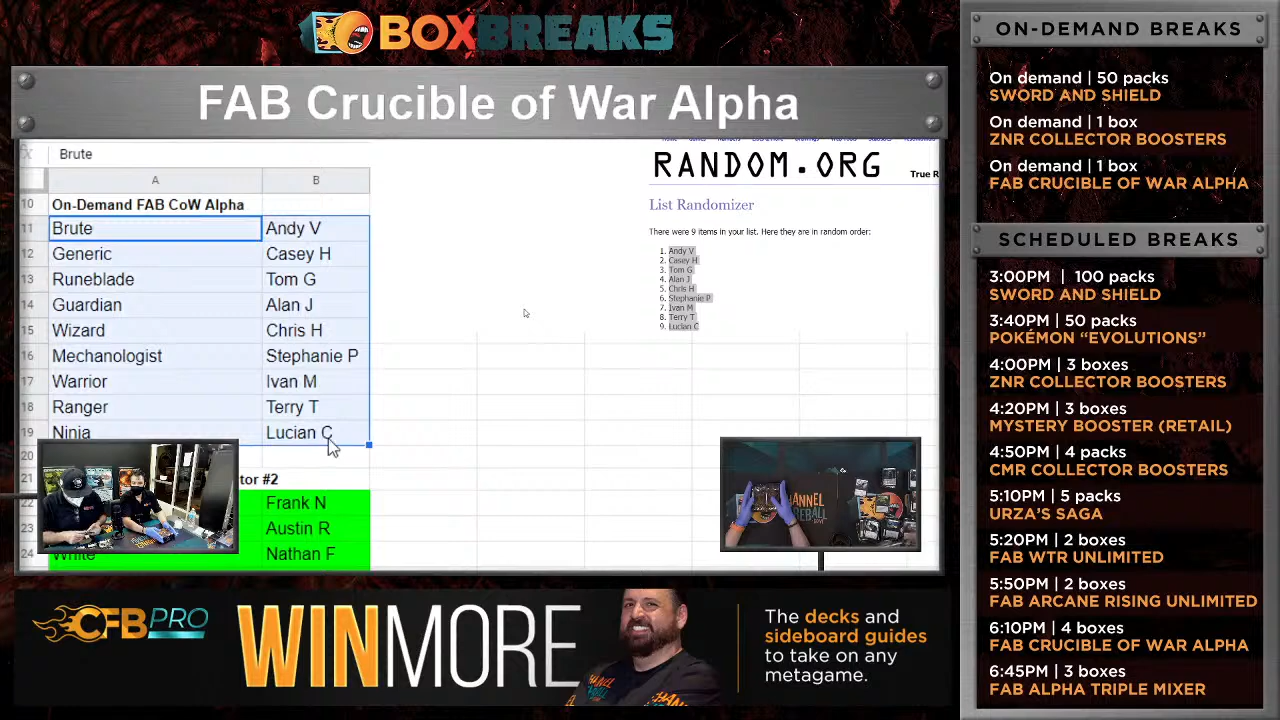 BOXBREAKS
FAB Crucible of War Alpha
Brute
A B
10 On-Demand FAB CoW Alpha
11 Brute Andy V
12 Generic Casey H
13 Runeblade Tom G
14 Guardian Alan J
15 Wizard Chris H
16 Mechanologist Stephanie P
17 Warrior Ivan M
18 Ranger Terry T
19 Ninja Lucian C
20
21 tor #2
22 Frank N
23 Austin R
24 White Nathan F
RANDOM.ORG
True R
List Randomizer
There were 9 items in your list. Here they are in random order:
1. Andy V
2. Casey H
3. Tom G
4. Alan J
5. Chris H
6. Stephanie P
7. Ivan M
8. Terry T
9. Lucian C
CFBPRO
WINMORE
The decks and
sideboard guides
to take on any
metagame.
ON-DEMAND BREAKS
On demand | 50 packs
SWORD AND SHIELD
On demand | 1 box
ZNR COLLECTOR BOOSTERS
On demand | 1 box
FAB CRUCIBLE OF WAR ALPHA
SCHEDULED BREAKS
3:00PM | 100 packs
SWORD AND SHIELD
3:40PM | 50 packs
POKÉMON “EVOLUTIONS”
4:00PM | 3 boxes
ZNR COLLECTOR BOOSTERS
4:20PM | 3 boxes
MYSTERY BOOSTER (RETAIL)
4:50PM | 4 packs
CMR COLLECTOR BOOSTERS
5:10PM | 5 packs
URZA'S SAGA
5:20PM | 2 boxes
FAB WTR UNLIMITED
5:50PM | 2 boxes
FAB ARCANE RISING UNLIMITED
6:10PM | 4 boxes
FAB CRUCIBLE OF WAR ALPHA
6:45PM | 3 boxes
FAB ALPHA TRIPLE MIXER